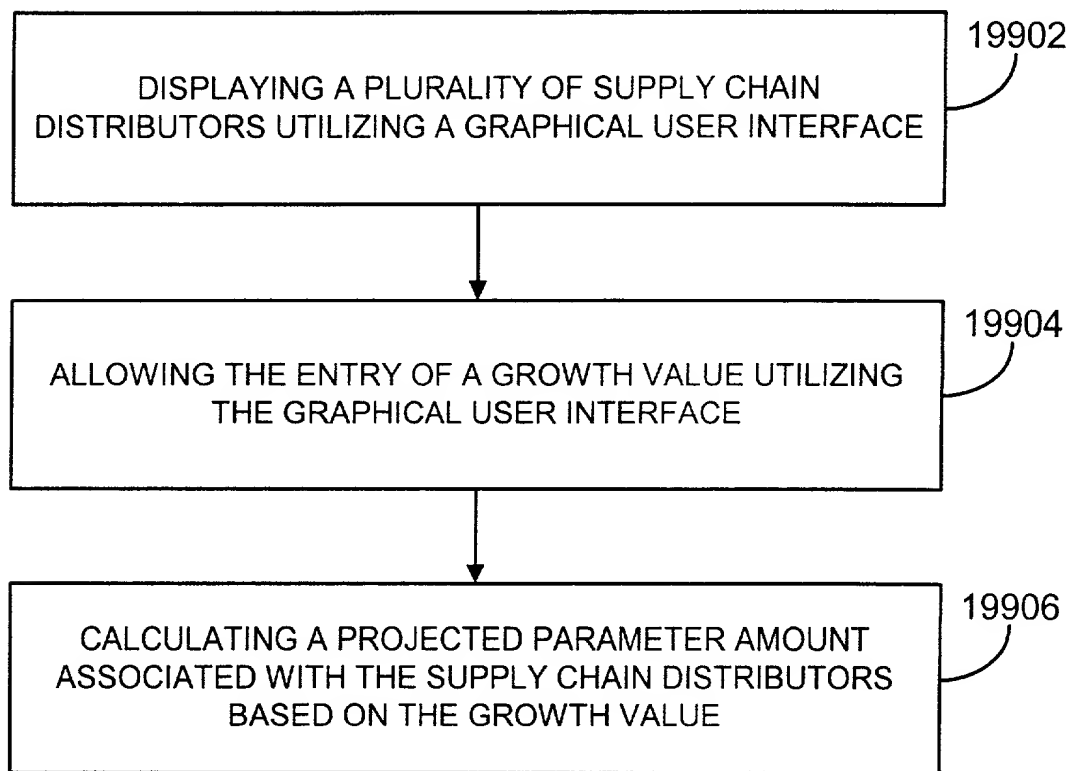 19902
DISPLAYING A PLURALITY OF SUPPLY CHAIN
DISTRIBUTORS UTILIZING A GRAPHICAL USER INTERFACE
19904
ALLOWING THE ENTRY OF A GROWTH VALUE UTILIZING
THE GRAPHICAL USER INTERFACE
19906
CALCULATING A PROJECTED PARAMETER AMOUNT
ASSOCIATED WITH THE SUPPLY CHAIN DISTRIBUTORS
BASED ON THE GROWTH VALUE